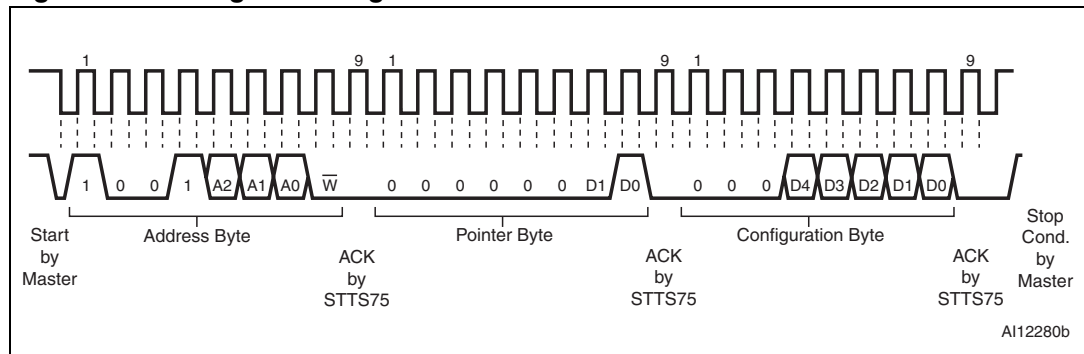 1 9 1 9 1 9
1 0 0 1 A2 A1 A0 W 0 0 0 0 0 0 D1 D0 0 0 0 D4 D3 D2 D1 D0
Start
by
Master
Address Byte
ACK
by
STTS75
Pointer Byte
ACK
by
STTS75
Configuration Byte
ACK
by
STTS75
Stop
Cond.
by
Master
AI12280b